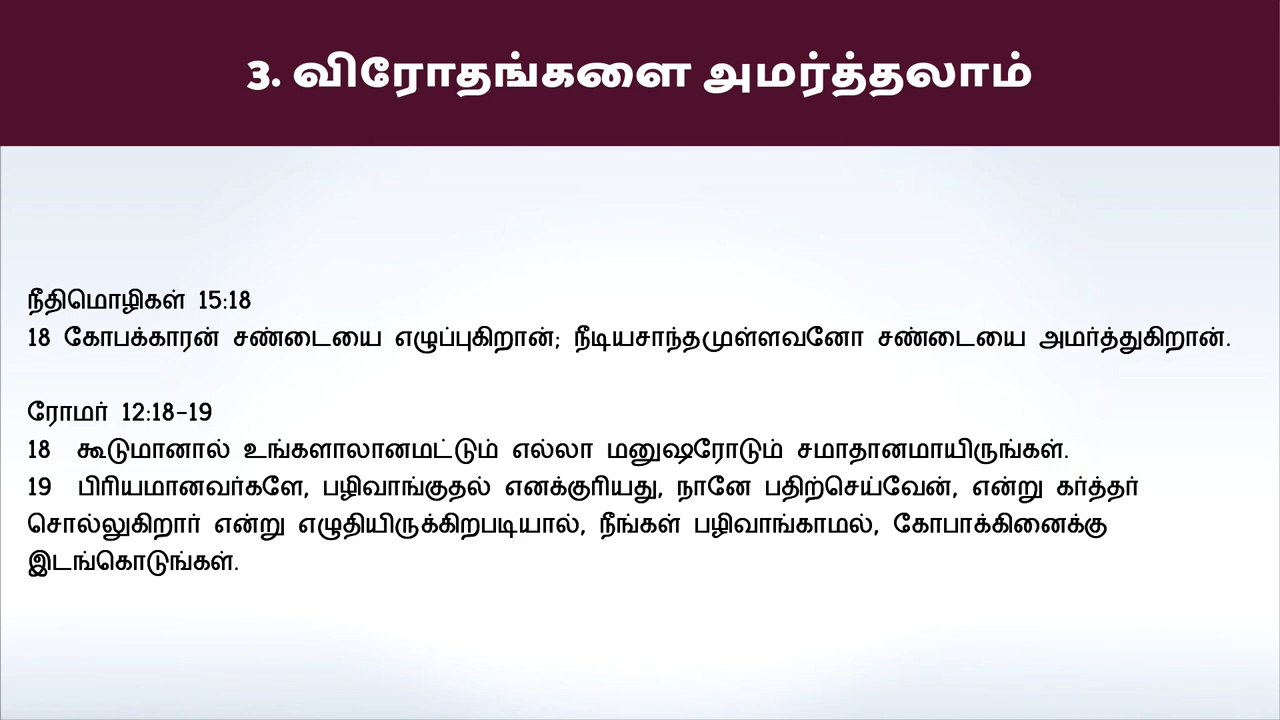 3. விரோதங்களை அமர்த்தலாம்
நீதிமொழிகள் 15:18
18 கோபக்காரன் சண்டையை எழுப்புகிறான்; நீடியசாந்தமுள்ளவனோ சண்டையை அமர்த்துகிறான்.
ரோமர் 12:18-19
18 கூடுமானால் உங்களாலானமட்டும் எல்லா மனுஷரோடும் சமாதானமாயிருங்கள்.
19 பிரியமானவர்களே, பழிவாங்குதல் எனக்குரியது, நானே பதிற்செய்வேன், என்று கர்த்தர்
சொல்லுகிறார் என்று எழுதியிருக்கிறபடியால், நீங்கள் பழிவாங்காமல், கோபாக்கினைக்கு
இடங்கொடுங்கள்.